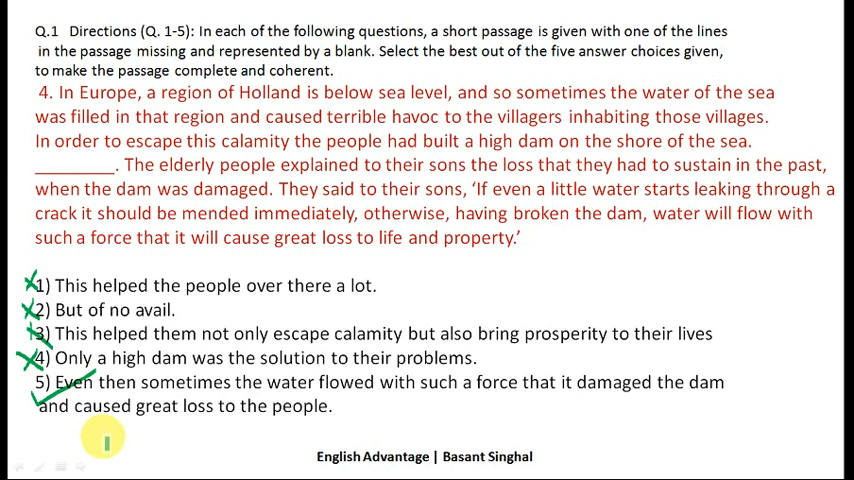 Q.1 Directions (Q. 1-5): In each of the following questions, a short passage is given with one of the lines
in the passage missing and represented by a blank. Select the best out of the five answer choices given,
to make the passage complete and coherent.
4. In Europe, a region of Holland is below sea level, and so sometimes the water of the sea
was filled in that region and caused terrible havoc to the villagers inhabiting those villages.
In order to escape this calamity the people had built a high dam on the shore of the sea.
_________. The elderly people explained to their sons the loss that they had to sustain in the past,
when the dam was damaged. They said to their sons, ‘If even a little water starts leaking through a
crack it should be mended immediately, otherwise, having broken the dam, water will flow with
such a force that it will cause great loss to life and property.’
1) This helped the people over there a lot.
2) But of no avail.
3) This helped them not only escape calamity but also bring prosperity to their lives
4) Only a high dam was the solution to their problems.
5) Even then sometimes the water flowed with such a force that it damaged the dam
and caused great loss to the people.
English Advantage | Basant Singhal